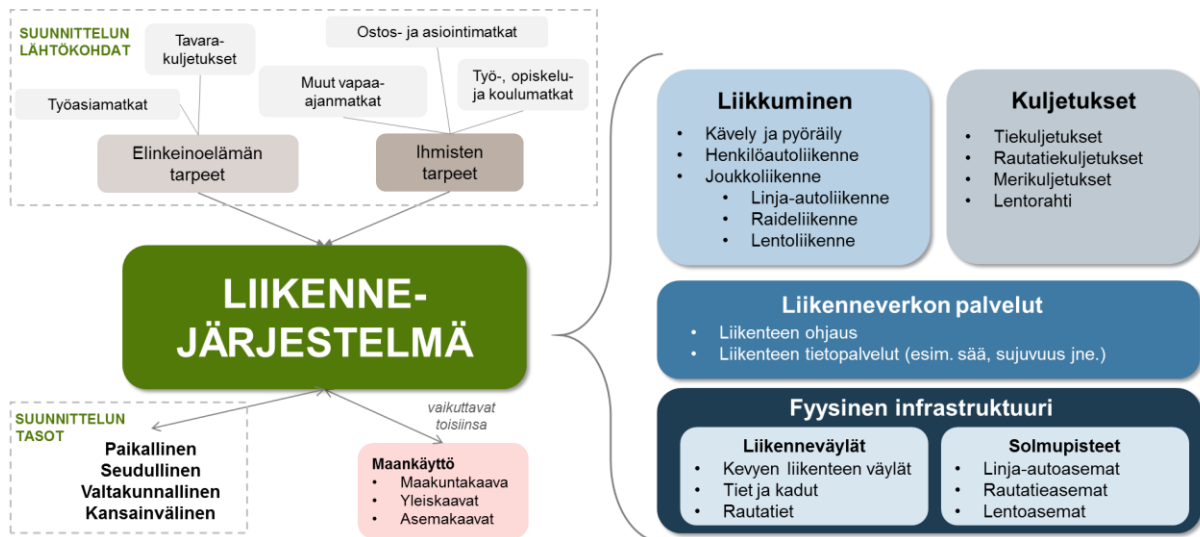 SUUNNITTELUN
LÄHTÖKOHDAT
Tavara-
kuljetukset
Ostos- ja asiointimatkat
Työasiamatkat
Muut vapaa-
ajanmatkat
Työ-, opiskelu-
ja koulumatkat
Elinkeinoelämän
tarpeet
Ihmisten
tarpeet
LIIKENNE-
JÄRJESTELMÄ
SUUNNITTELUN
TASOT
Paikallinen
Seudullinen
Valtakunnallinen
Kansainvälinen
vaikuttavat
toisiinsa
Maankäyttö
• Maakuntakaava
• Yleiskaavat
• Asemakaavat
Liikkuminen
• Kävely ja pyöräily
• Henkilöautoliikenne
• Joukkoliikenne
• Linja-autoliikenne
• Raideliikenne
• Lentoliikenne
Kuljetukset
• Tiekuljetukset
• Rautatiekuljetukset
• Merikuljetukset
• Lentorahti
Liikenneverkon palvelut
• Liikenteen ohjaus
• Liikenteen tietopalvelut (esim. sää, sujuvuus jne.)
Fyysinen infrastruktuuri
Liikenneväylät
• Kevyen liikenteen väylät
• Tiet ja kadut
• Rautatiet
Solmupisteet
• Linja-autoasemat
• Rautatieasemat
• Lentoasemat